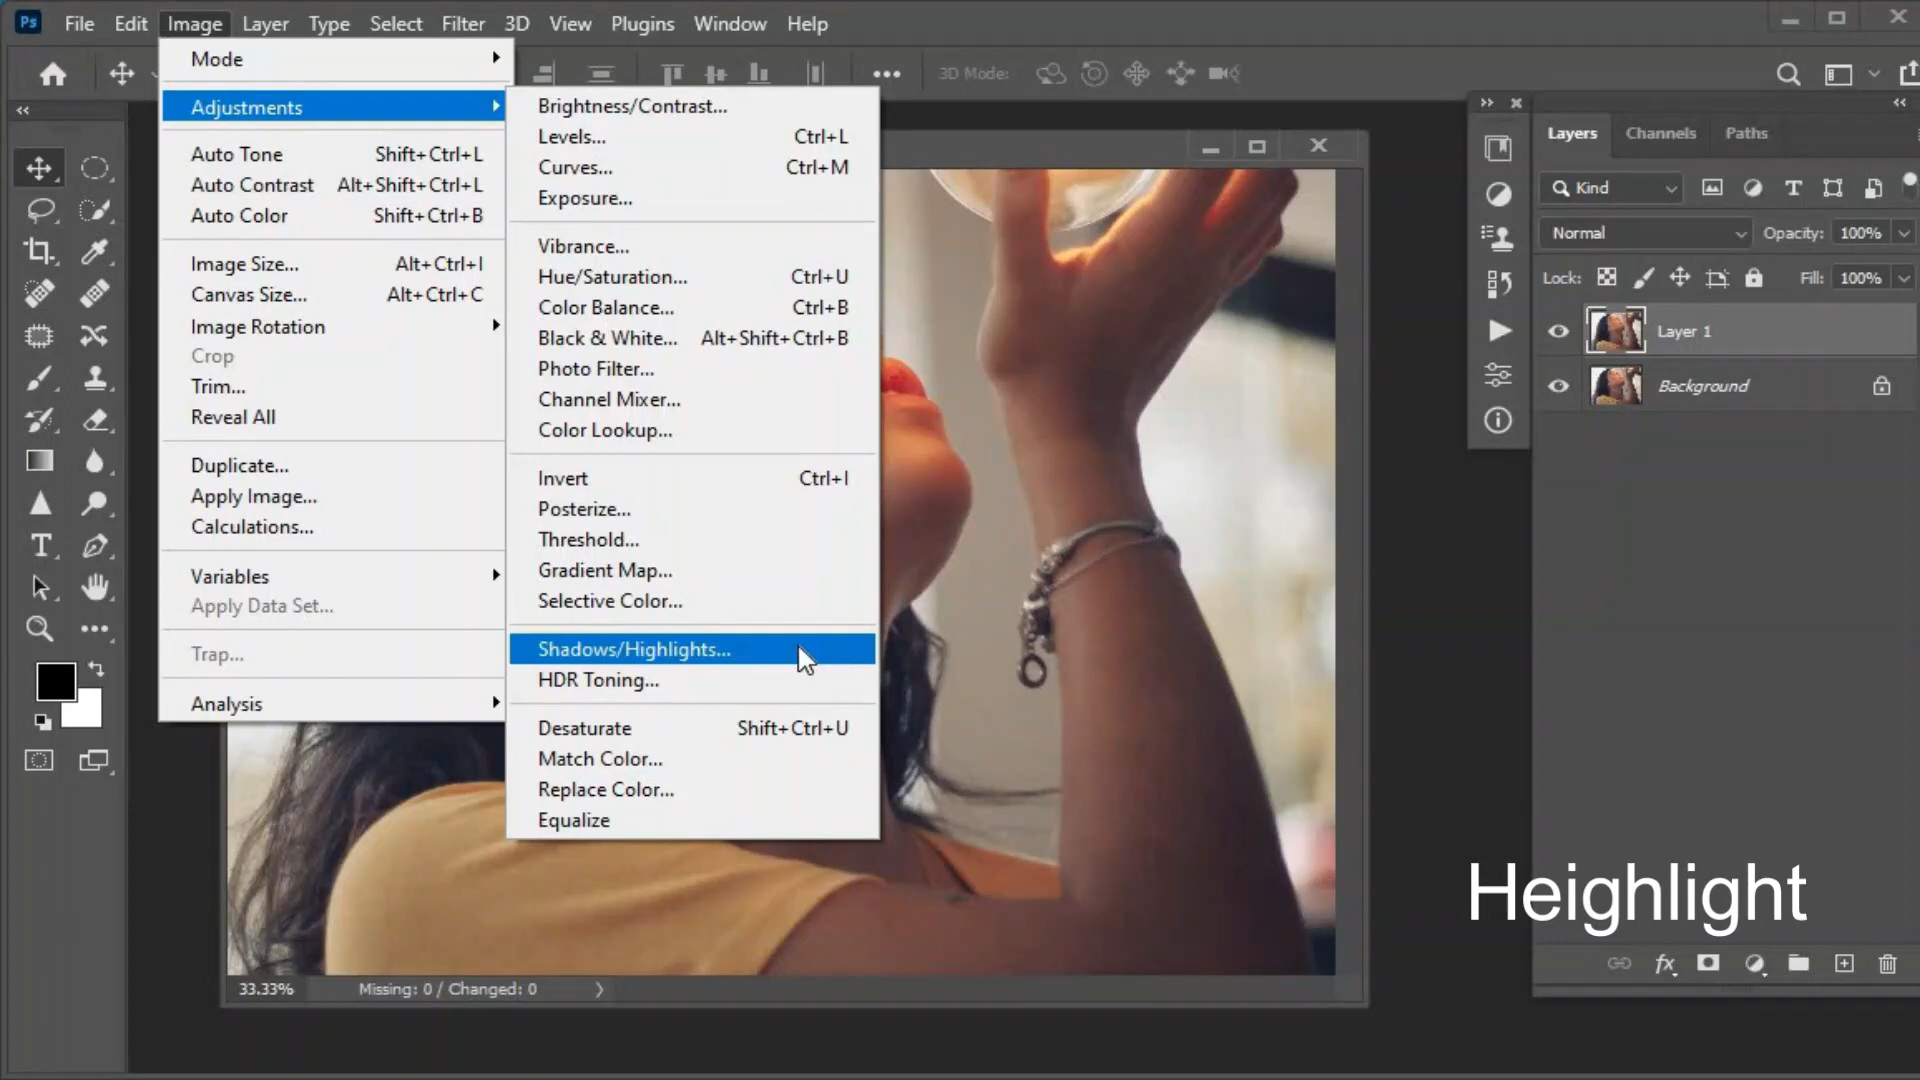 Ps File Edit Image Layer Type Select Filter 3D View Plugins Window Help
3D Mode:
Mode
Adjustments
Auto Tone Shift+Ctrl+L
Auto Contrast Alt+Shift+Ctrl+L
Auto Color Shift+Ctrl+B
Image Size... Alt+Ctrl+I
Canvas Size... Alt+Ctrl+C
Image Rotation
Crop
Trim...
Reveal All
Duplicate...
Apply Image...
Calculations...
Variables
Apply Data Set...
Trap...
Analysis
Brightness/Contrast...
Levels... Ctrl+L
Curves... Ctrl+M
Exposure...
Vibrance...
Hue/Saturation... Ctrl+U
Color Balance... Ctrl+B
Black & White... Alt+Shift+Ctrl+B
Photo Filter...
Channel Mixer...
Color Lookup...
Invert Ctrl+I
Posterize...
Threshold...
Gradient Map...
Selective Color...
Shadows/Highlights...
HDR Toning...
Desaturate Shift+Ctrl+U
Match Color...
Replace Color...
Equalize
33.33% Missing: 0 / Changed: 0
Layers Channels Paths
Kind
Normal Opacity: 100%
Lock: Fill: 100%
Layer 1
Background
Heighlight
fx